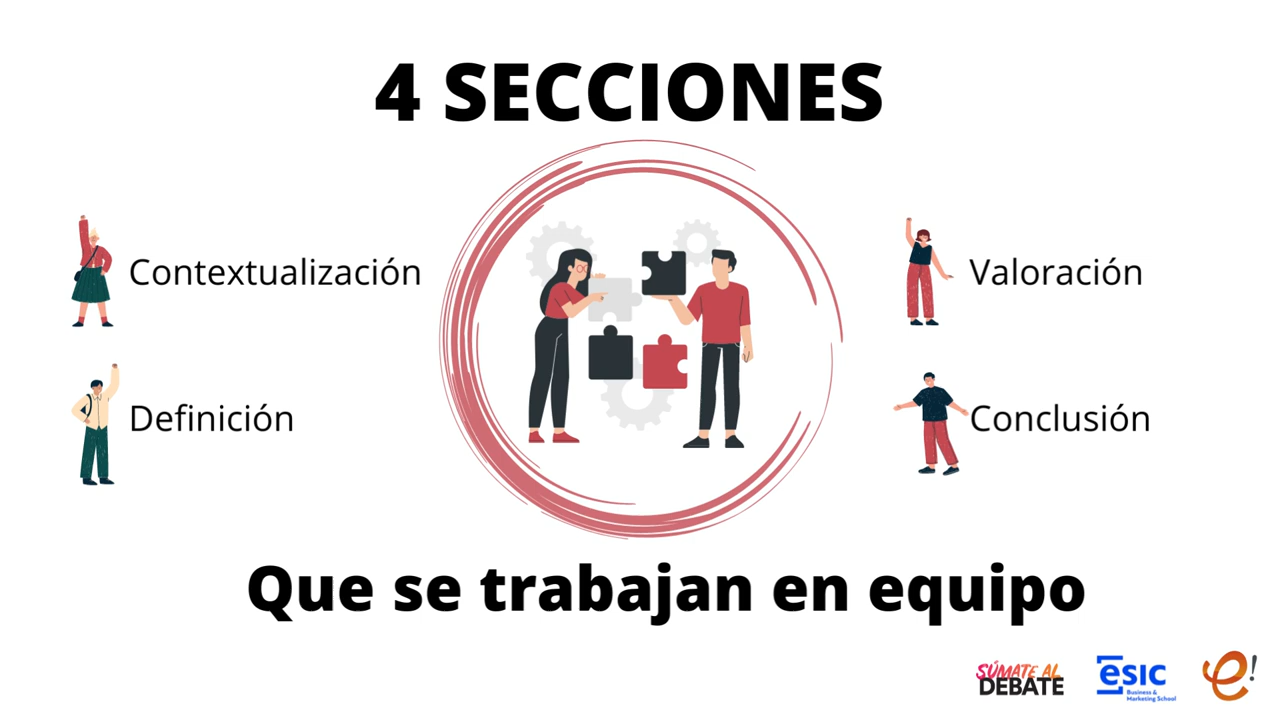 4 SECCIONES
Contextualización
Definición
Valoración
Conclusión
Que se trabajan en equipo
SÚMATE AL
DEBATE
esic
Business &
Marketing School
e!